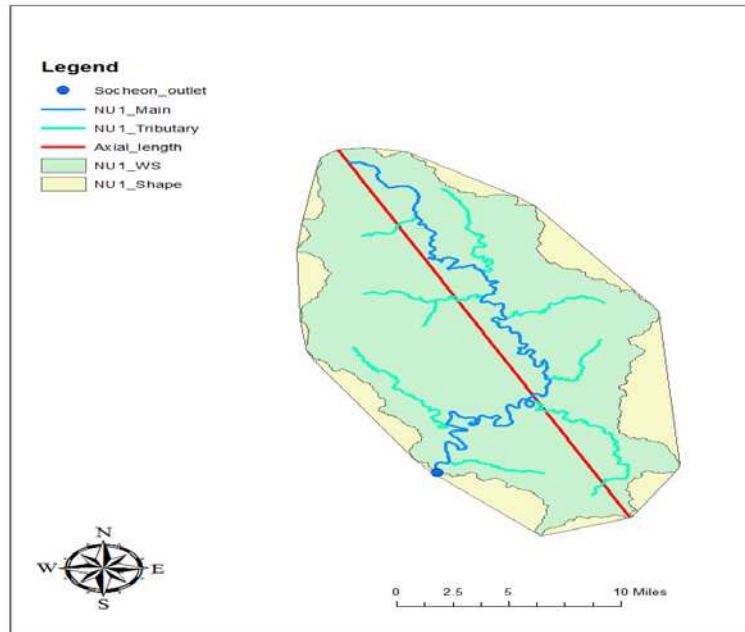 Legend
Socheon_outlet
NU1_Main
NU1_Tributary
Axial_length
NU1_WS
NU1_Shape
N
W E
S
0 2.5 5 10 Miles